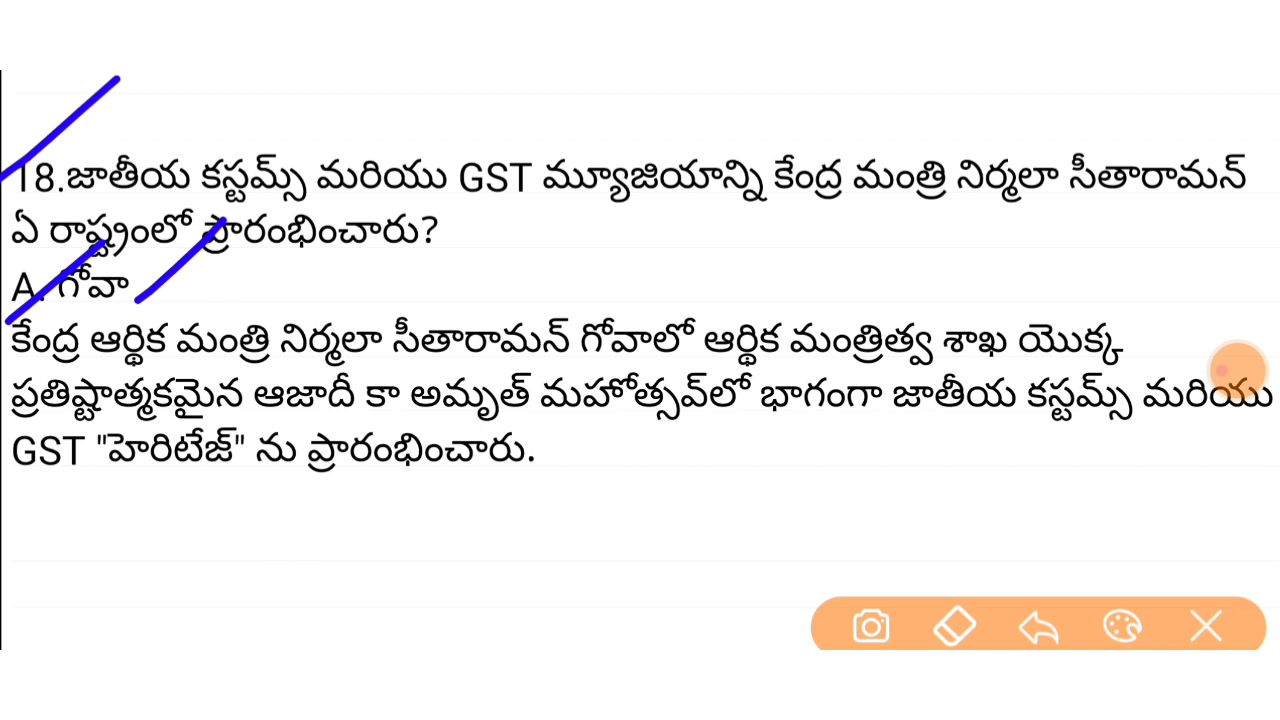 18.జాతీయ కస్టమ్స్ మరియు GST మ్యూజియాన్ని కేంద్ర మంత్రి నిర్మలా సీతారామన్
ఏ రాష్ట్రంలో ప్రారంభించారు?
A. గోవా
కేంద్ర ఆర్థిక మంత్రి నిర్మలా సీతారామన్ గోవాలో ఆర్థిక మంత్రిత్వ శాఖ యొక్క
ప్రతిష్టాత్మకమైన ఆజాదీ కా అమృత్ మహోత్సవ్‌లో భాగంగా జాతీయ కస్టమ్స్ మరియు
GST "హెరిటేజ్" ను ప్రారంభించారు.